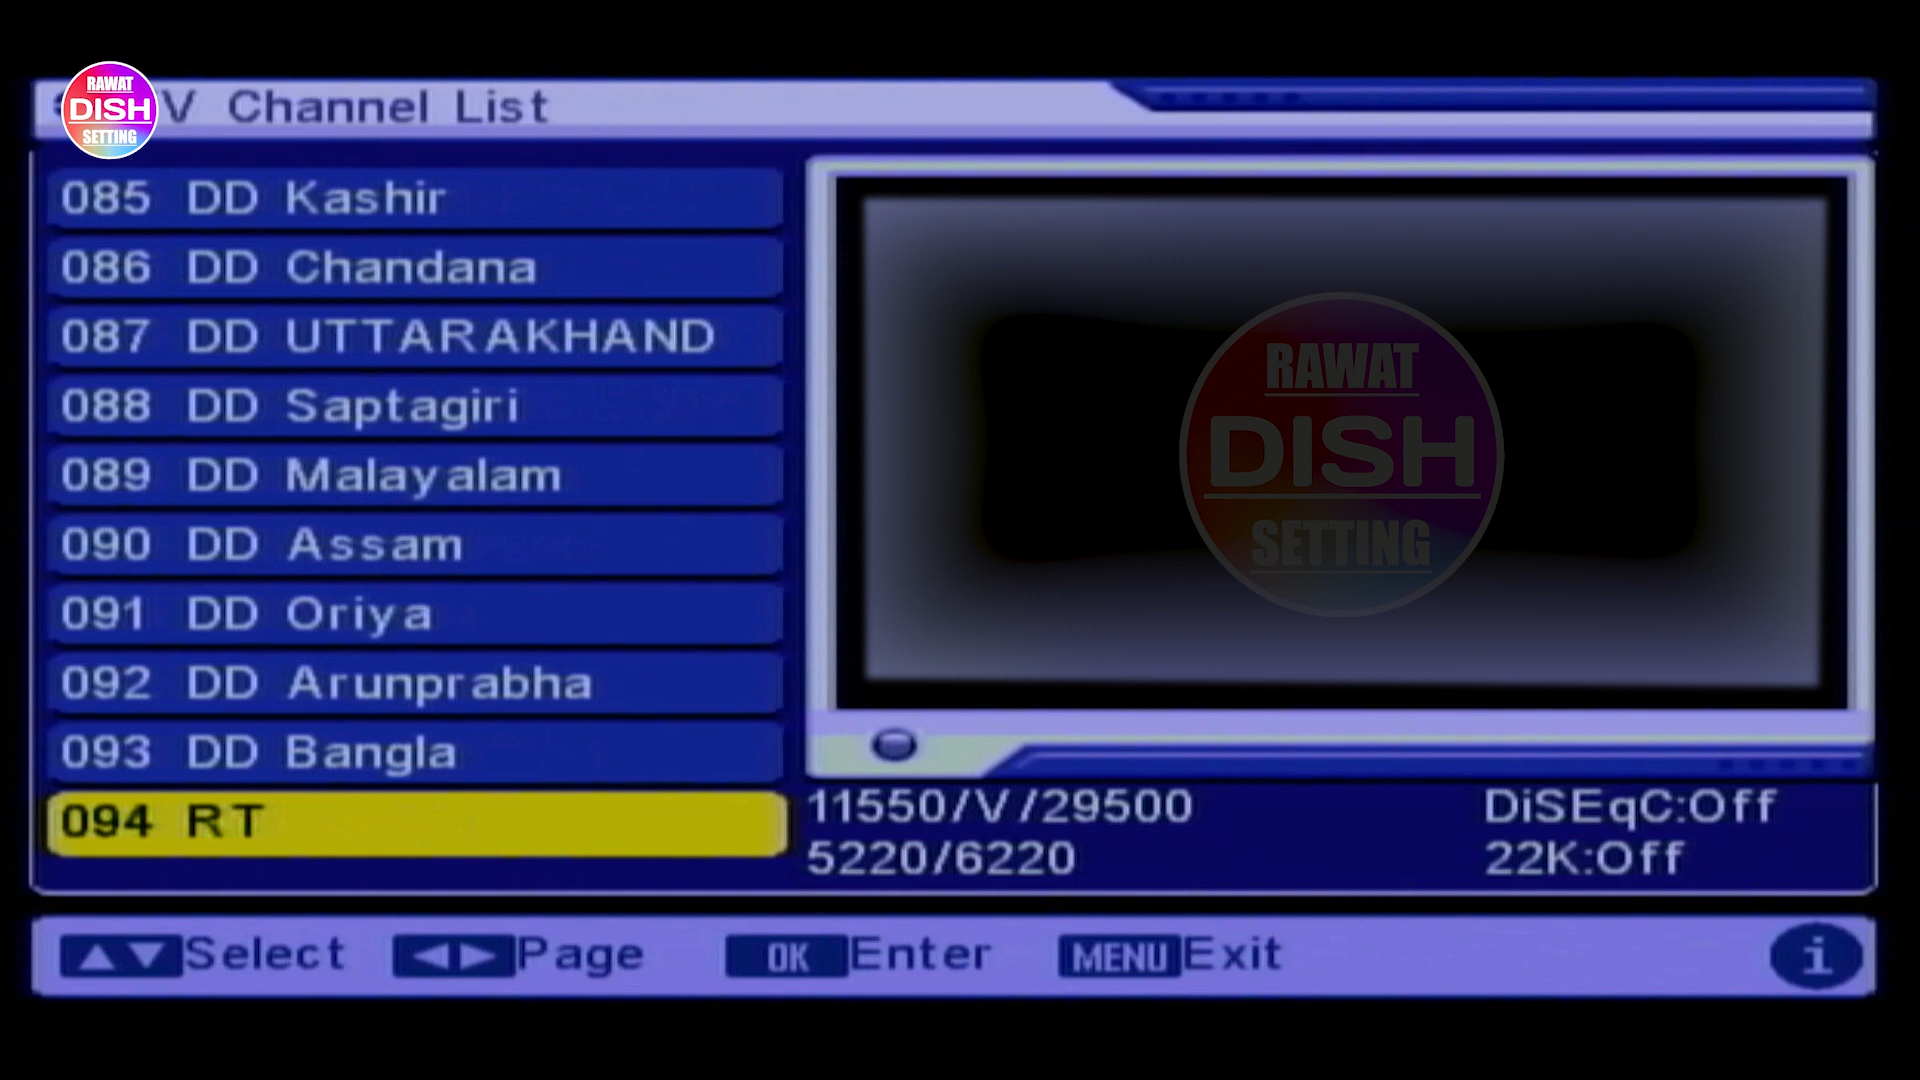 RAWAT
DISH
SETTING
V Channel List
085 DD Kashir
086 DD Chandana
087 DD UTTARAKHAND
088 DD Saptagiri
089 DD Malayalam
090 DD Assam
091 DD Oriya
092 DD Arunprabha
093 DD Bangla
094 RT
RAWAT
DISH
SETTING
11550/V/29500
DiSEqC:Off
5220/6220
22K:Off
Select
Page
OK Enter
MENU Exit
i